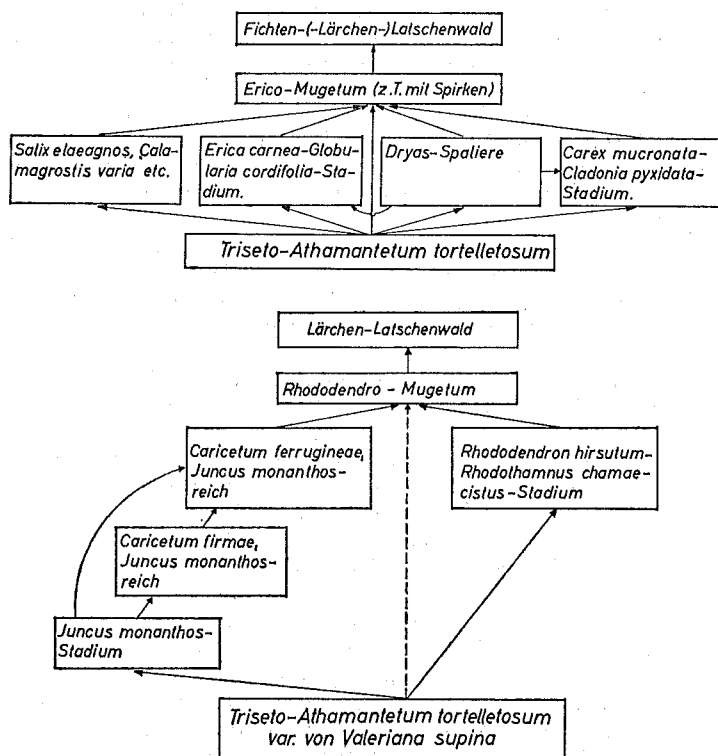 Fichten-(-Lärchen-)Latschenwald
Erico-Mugetum (z.T. mit Spirken)
Salix elaeagnos, Cala-
magrostis varia etc.
Erica carnea-Globu-
laria cordifolia-Sta-
dium.
Dryas-Spaliere
Carex mucronata-
Cladonia pyxidata-
Stadium.
Triseto-Athamantetum tortelletosum
Lärchen-Latschenwald
Rhododendro - Mugetum
Caricetum ferrugineae,
Juncus monanthos-
reich
Rhododendron hirsutum-
Rhodothamnus chamae-
cistus-Stadium
Caricetum firmae,
Juncus monanthos-
reich
Juncus monanthos-
Stadium
Triseto-Athamantetum tortelletosum
var. von Valeriana supina